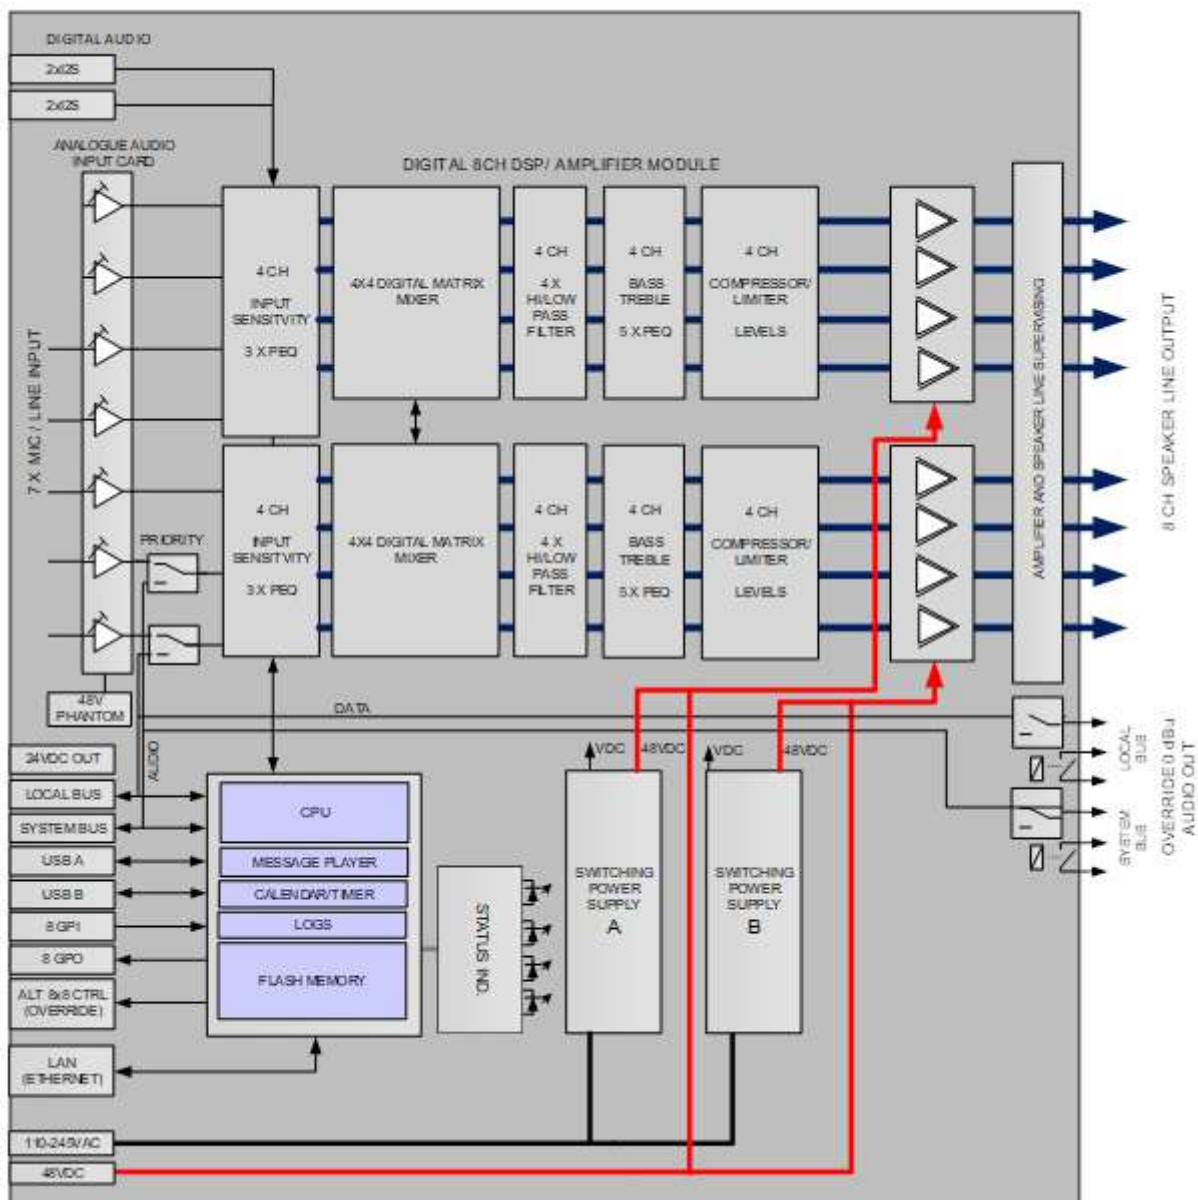 DIGITAL AUDIO
2xI2S
2xI2S
ANALOGUE AUDIO
INPUT CARD
DIGITAL 8CH DSP/ AMPLIFIER MODULE
7 X MIC / LINE INPUT
4 CH
INPUT
SENSITVITY
3 X PEQ
4X4 DIGITAL MATRIX
MIXER
4 CH
4 X
HI/LOW
PASS
FILTER
4 CH
BASS
TREBLE
5 X PEQ
4 CH
COMPRESSOR/
LIMITER
LEVELS
AMPLIFIER AND SPEAKER LINE SUPERVISING
8 CH SPEAKER LINE OUTPUT
PRIORITY
4 CH
INPUT
SENSITVITY
3 X PEQ
4X4 DIGITAL MATRIX
MIXER
4 CH
4 X
HI/LOW
PASS
FILTER
4 CH
BASS
TREBLE
5 X PEQ
4 CH
COMPRESSOR/
LIMITER
LEVELS
48V
PHANTOM
DATA
AUDIO
24VDC OUT
LOCAL BUS
SYSTEM BUS
USB A
USB B
8 GPI
8 GPO
ALT 8x8 CTRL
(OVERRIDE)
LAN
(ETHERNET)
110-245VAC
48VDC
CPU
MESSAGE PLAYER
CALENDAR/TIMER
LOGS
FLASH MEMORY
STATUS IND.
VDC
48VDC
SWITCHING
POWER
SUPPLY
A
VDC
48VDC
SWITCHING
POWER
SUPPLY
B
LOCAL
BUS
SYSTEM
BUS
OVERRIDE 0 dBu
AUDIO OUT